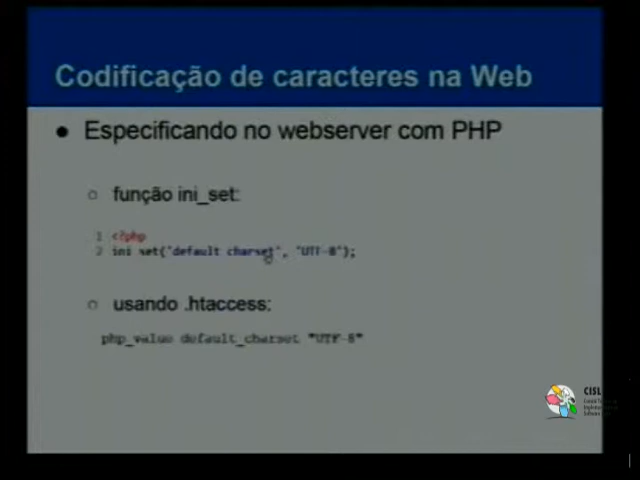 Codificação de caracteres na Web
● Especificando no webserver com PHP
○ função ini_set:
1 <?php
2 ini_set("default_charset", "UTF-8");
○ usando .htaccess:
php_value default_charset "UTF-8"
CISL